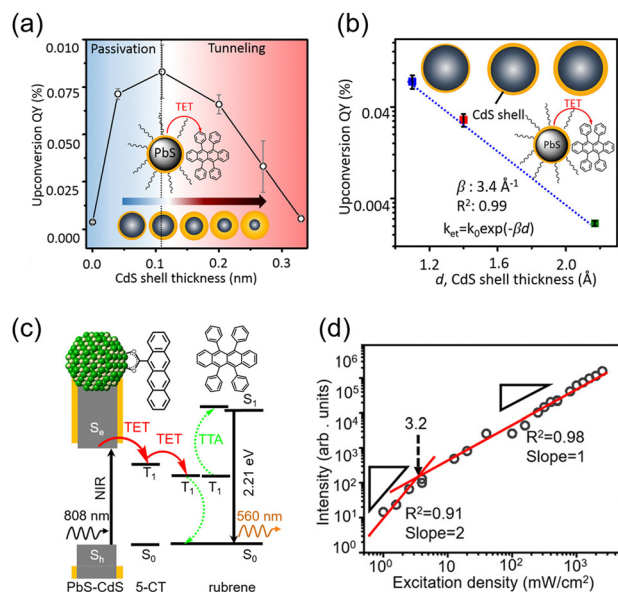 (a)
Passivation
Tunneling
Upconversion QY (%)
0.100
0.075
0.050
0.025
0.000
TET
PbS
0.0
0.1
0.2
0.3
CdS shell thickness (nm)
(b)
Upconversion QY(%)
0.04
0.004
CdS shell
TET
PbS
β : 3.4 Å⁻¹
R²: 0.99
kₑₜ=k₀exp(-βd)
1.2
1.6
2.0
d, CdS shell thickness (Å)
(c)
Sₑ
TET
TET
TTA
S₁
T₁
T₁
T₁
NIR
2.21 eV
808 nm
560 nm
Sₕ
S₀
S₀
PbS-CdS
5-CT
rubrene
(d)
Intensity (arb . units)
10⁶
10⁵
10⁴
10³
10²
10¹
10⁰
3.2
R²=0.98
Slope=1
R²=0.91
Slope=2
10⁰
10¹
10²
10³
Excitation density (mW/cm²)